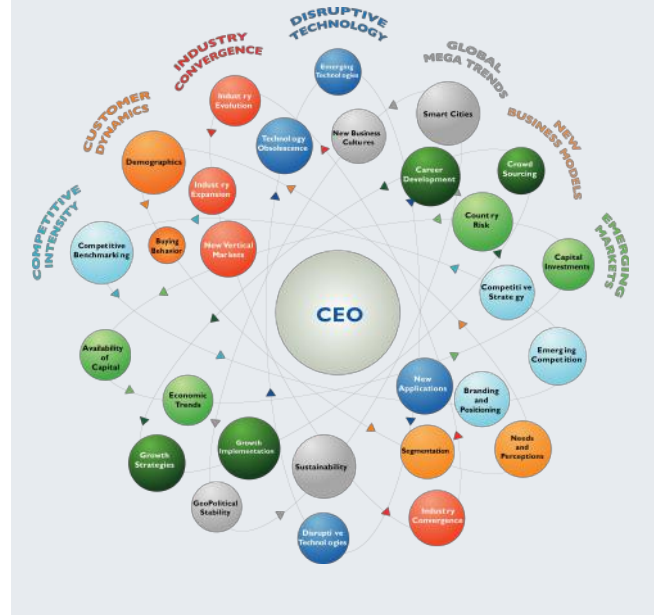 DISRUPTIVE
TECHNOLOGY
INDUSTRY
CONVERGENCE
GLOBAL
MEGA TRENDS
CUSTOMER
DYNAMICS
NEW
BUSINESS MODELS
COMPETITIVE
INTENSITY
EMERGING
MARKETS
Emerging
Technologies
Industry
Evolution
Smart Cities
Technology
Obsolescence
New Business
Cultures
Demographics
Career
Development
Crowd
Sourcing
Industry
Expansion
Country
Risk
Competitive
Benchmarking
Buying
Behavior
New Vertical
Markets
Capital
Investments
Competitive
Strategy
CEO
Availability
of
Capital
Emerging
Competition
Economic
Trends
New
Applications
Branding
and
Positioning
Growth
Strategies
Growth
Implementation
Sustainability
Segmentation
Needs
and
Perceptions
GeoPolitical
Stability
Disruptive
Technologies
Industry
Convergence